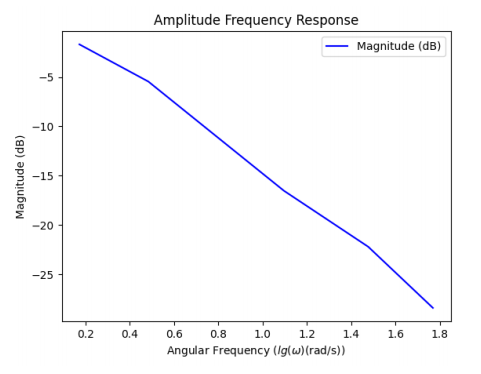 Amplitude Frequency Response
Magnitude (dB)
Magnitude (dB)
−5
−10
−15
−20
−25
0.2 0.4 0.6 0.8 1.0 1.2 1.4 1.6 1.8
Angular Frequency (lg(ω)(rad/s))